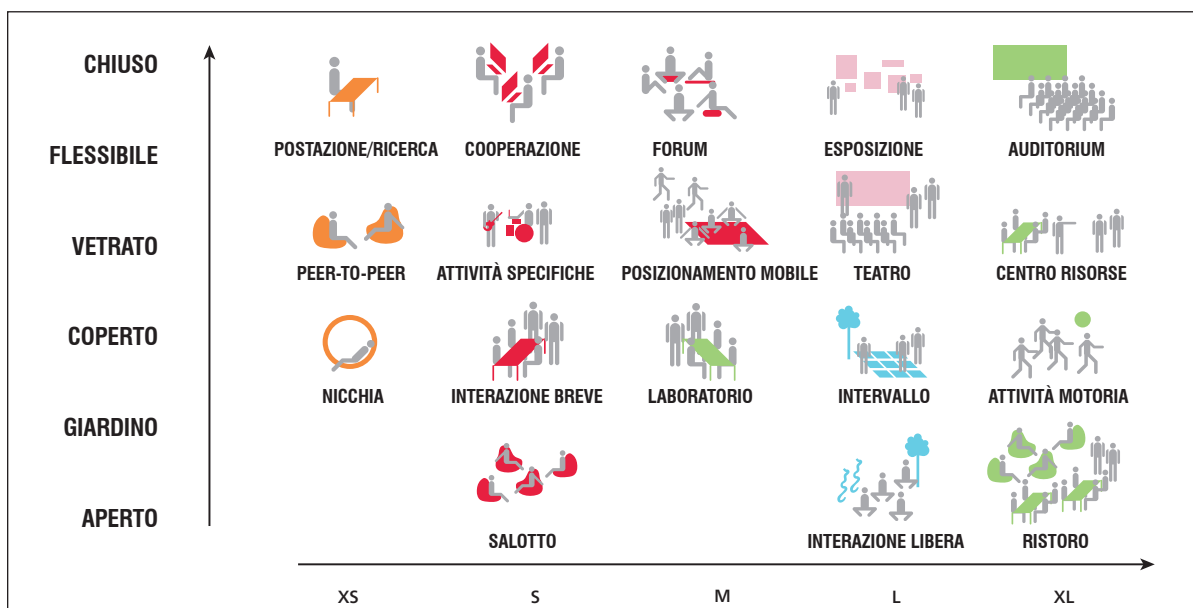 CHIUSO
POSTAZIONE/RICERCA COOPERAZIONE FORUM ESPOSIZIONE AUDITORIUM
FLESSIBILE
VETRATO
PEER-TO-PEER ATTIVITÀ SPECIFICHE POSIZIONAMENTO MOBILE TEATRO CENTRO RISORSE
COPERTO
NICCHIA INTERAZIONE BREVE LABORATORIO INTERVALLO ATTIVITÀ MOTORIA
GIARDINO
APERTO
SALOTTO INTERAZIONE LIBERA RISTORO
XS S M L XL